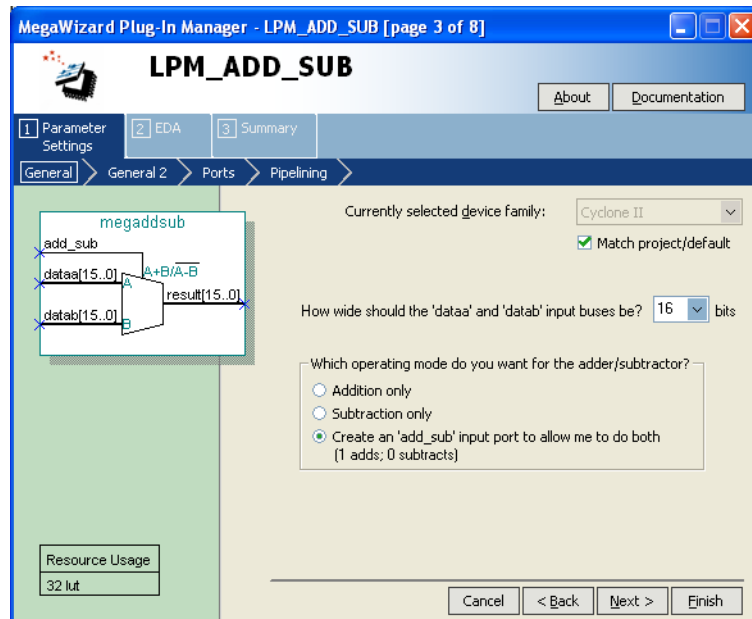 MegaWizard Plug-In Manager - LPM_ADD_SUB [page 3 of 8]
LPM_ADD_SUB
About
Documentation
1 Parameter Settings
2 EDA
3 Summary
General
General 2
Ports
Pipelining
megaddsub
add_sub
A+B/A-B
dataa[15..0]
A
result[15..0]
datab[15..0]
B
Currently selected device family:
Cyclone II
Match project/default
How wide should the 'dataa' and 'datab' input buses be?
16
bits
Which operating mode do you want for the adder/subtractor?
Addition only
Subtraction only
Create an 'add_sub' input port to allow me to do both
(1 adds; 0 subtracts)
Resource Usage
32 lut
Cancel
< Back
Next >
Finish